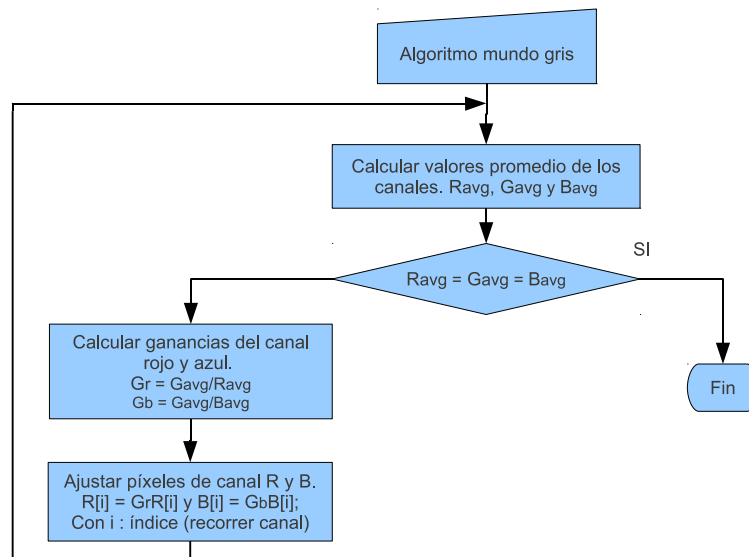 Algoritmo mundo gris
Calcular valores promedio de los
canales. Ravg, Gavg y Bavg
SI
Ravg = Gavg = Bavg
Calcular ganancias del canal
rojo y azul.
Gr = Gavg/Ravg
Gb = Gavg/Bavg
Fin
Ajustar píxeles de canal R y B.
R[i] = GrR[i] y B[i] = GbB[i];
Con i : índice (recorrer canal)